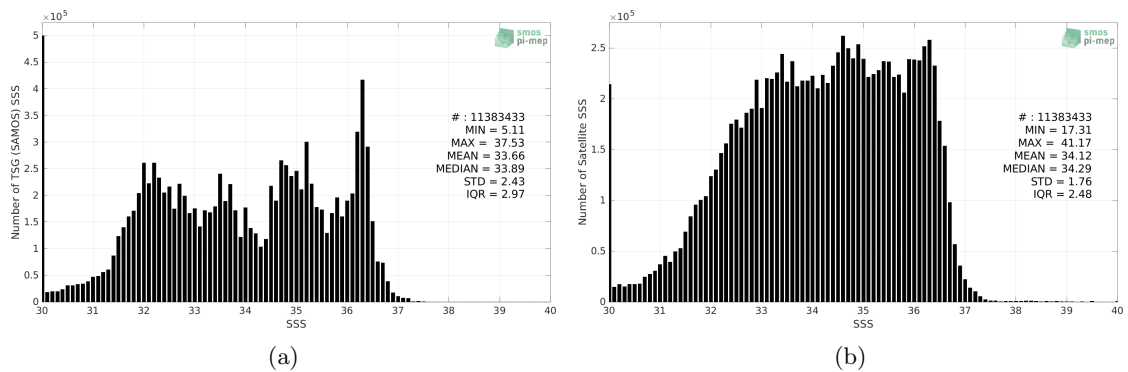 ×10⁵
5
4.5
4
3.5
3
2.5
2
1.5
1
0.5
0
30 31 32 33 34 35 36 37 38 39 40
SSS
Number of TSG (SAMOS) SSS
smos
pi-mep
# : 11383433
MIN = 5.11
MAX = 37.53
MEAN = 33.66
MEDIAN = 33.89
STD = 2.43
IQR = 2.97
(a)
×10⁵
2.5
2
1.5
1
0.5
0
30 31 32 33 34 35 36 37 38 39 40
SSS
Number of Satellite SSS
smos
pi-mep
# : 11383433
MIN = 17.31
MAX = 41.17
MEAN = 34.12
MEDIAN = 34.29
STD = 1.76
IQR = 2.48
(b)